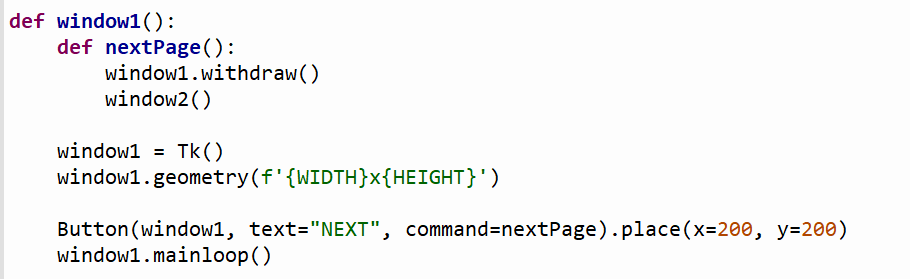 def window1():
    def nextPage():
        window1.withdraw()
        window2()

    window1 = Tk()
    window1.geometry(f'{WIDTH}x{HEIGHT}')

    Button(window1, text="NEXT", command=nextPage).place(x=200, y=200)
    window1.mainloop()